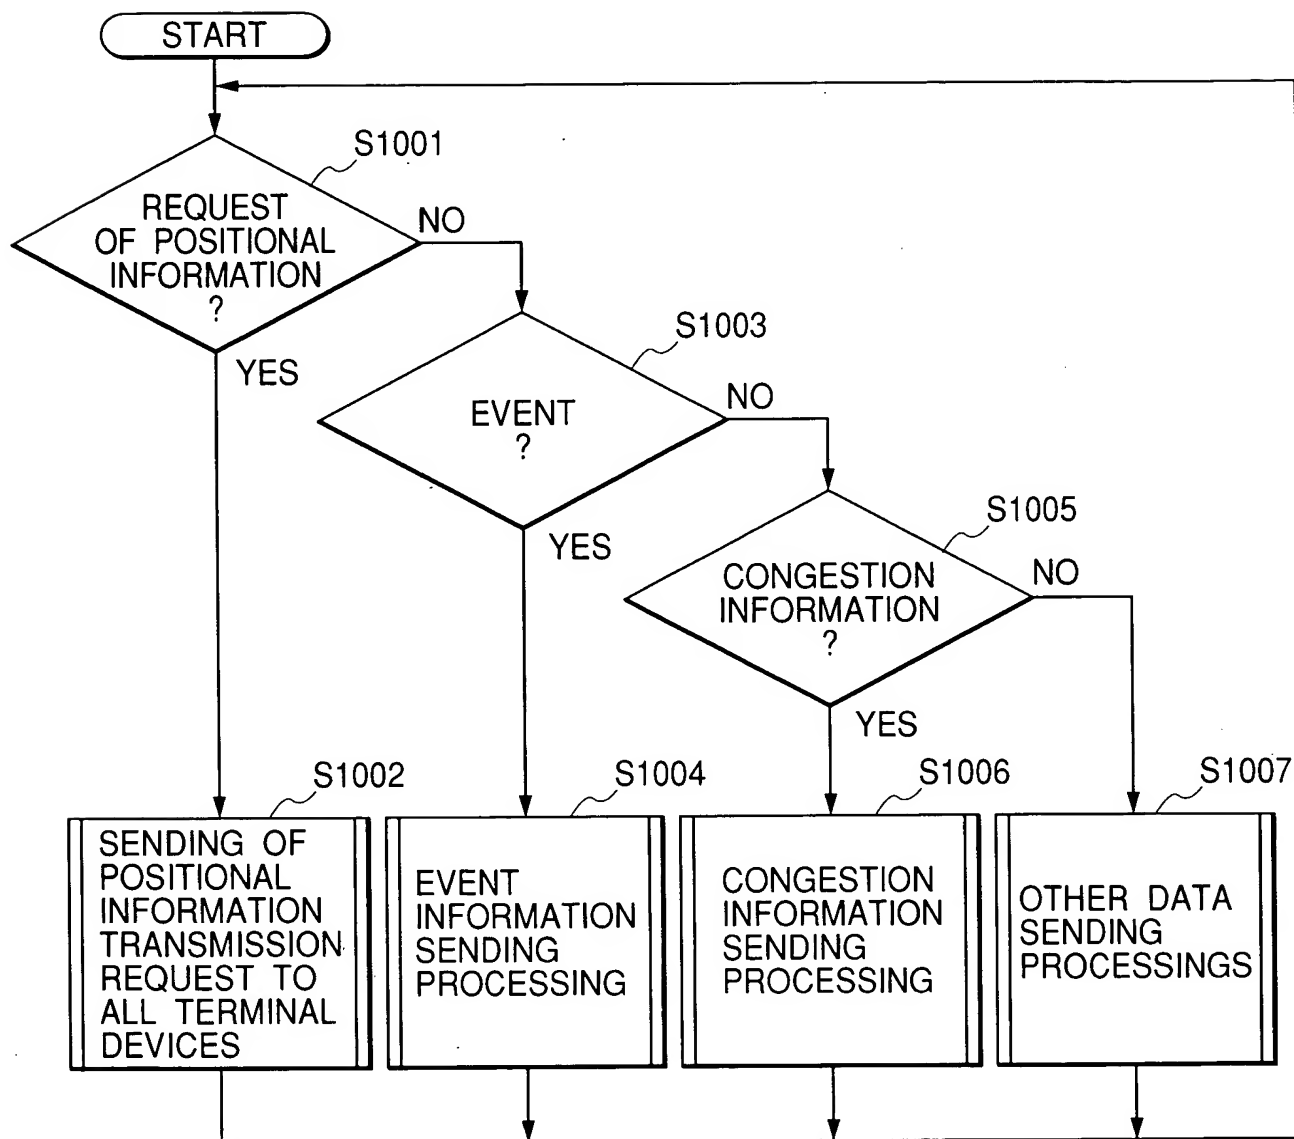 START
S1001
REQUEST
OF POSITIONAL
INFORMATION
?
NO
YES
S1003
EVENT
?
NO
YES
S1005
CONGESTION
INFORMATION
?
NO
YES
S1002
SENDING OF
POSITIONAL
INFORMATION
TRANSMISSION
REQUEST TO
ALL TERMINAL
DEVICES
S1004
EVENT
INFORMATION
SENDING
PROCESSING
S1006
CONGESTION
INFORMATION
SENDING
PROCESSING
S1007
OTHER DATA
SENDING
PROCESSINGS